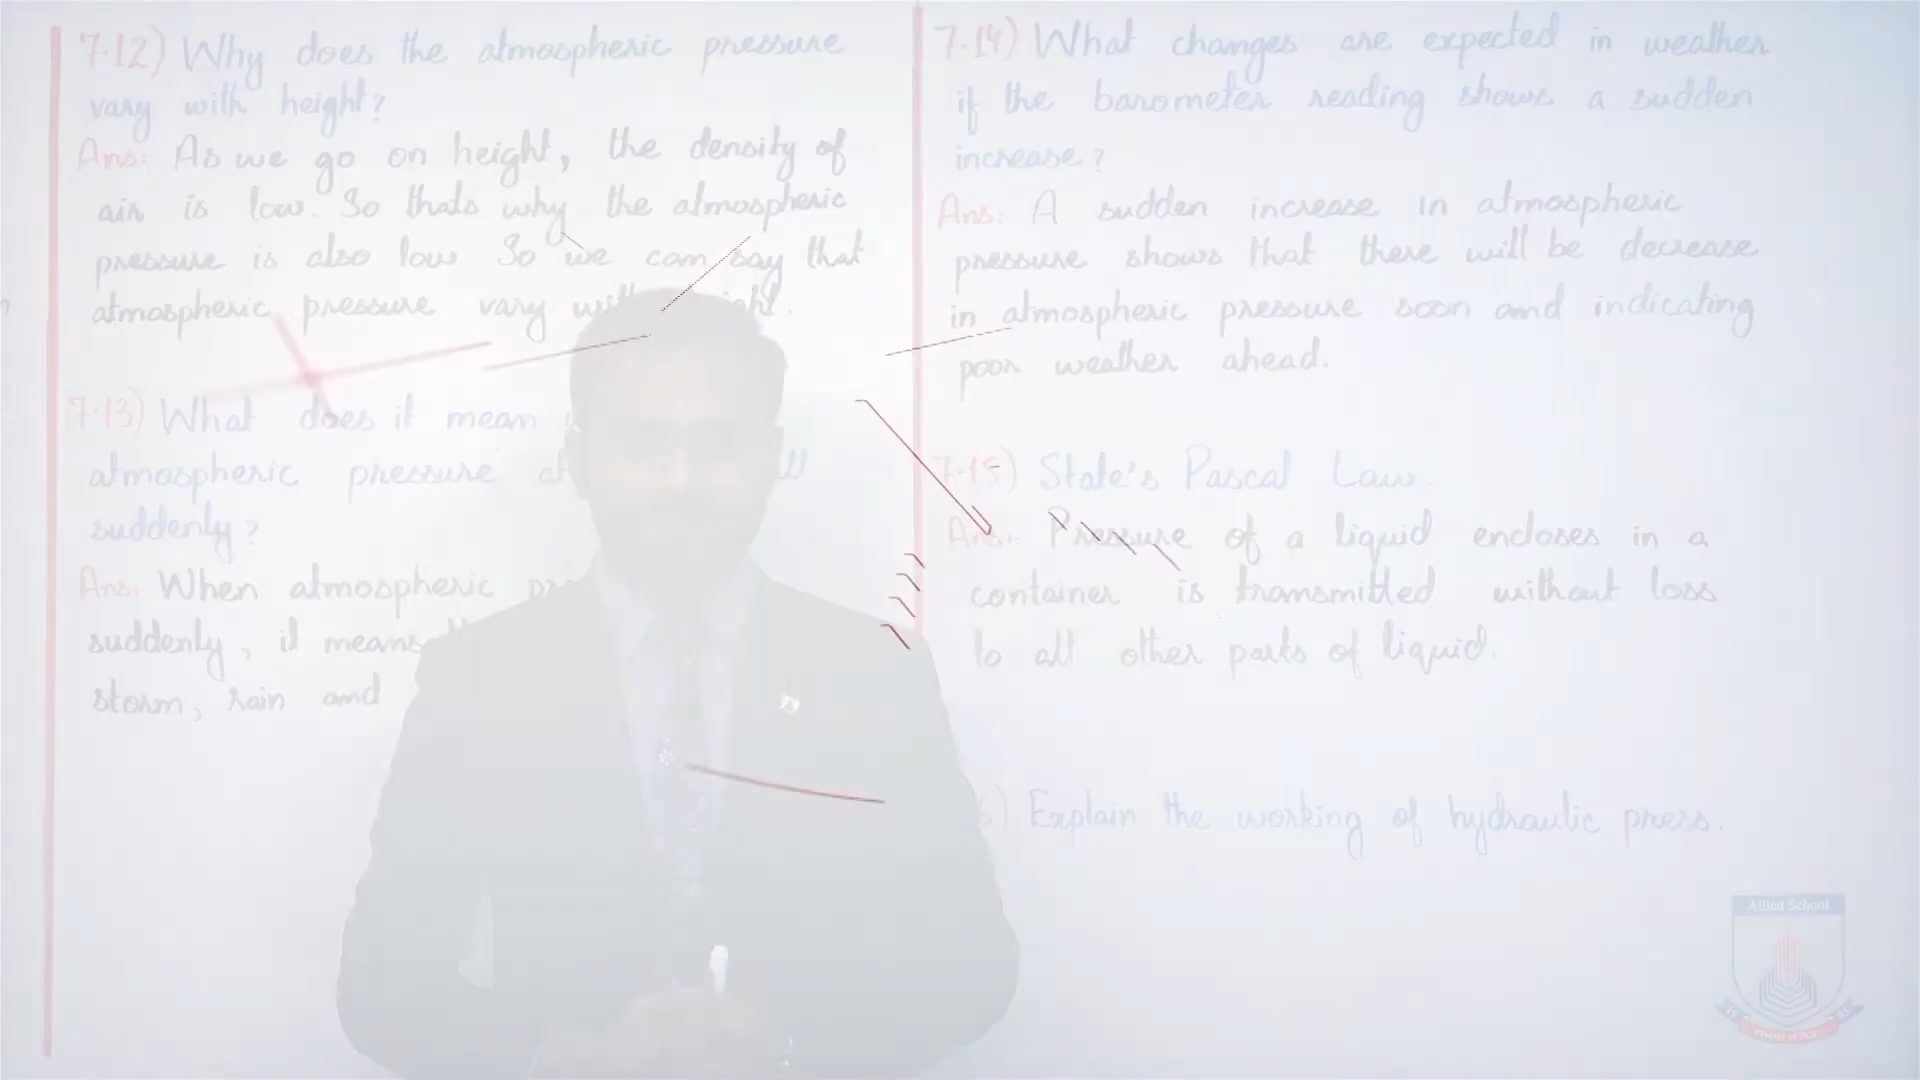 7.12) Why does the atmospheric pressure
vary with height?
Ans: As we go on height, the density of
air is low. So thats why the atmospheric
pressure is also low So we can say that
atmospheric pressure vary
7.13) What does it mean
atmospheric pressure
suddenly?
Ans: When atmospheric
suddenly, it means
storm, rain and
7.14) What changes are expected in weather
if the barometer reading shows a sudden
increase?
Ans: A sudden increase in atmospheric
pressure shows that there will be decrease
in atmospheric pressure soon and indicating
poor weather ahead.
7.15) State's Pascal Law.
Ans:- Pressure of a liquid encloses in a
container is transmitted without loss
to all other parts of liquid.
6) Explain the working of hydraulic press.
Allied School